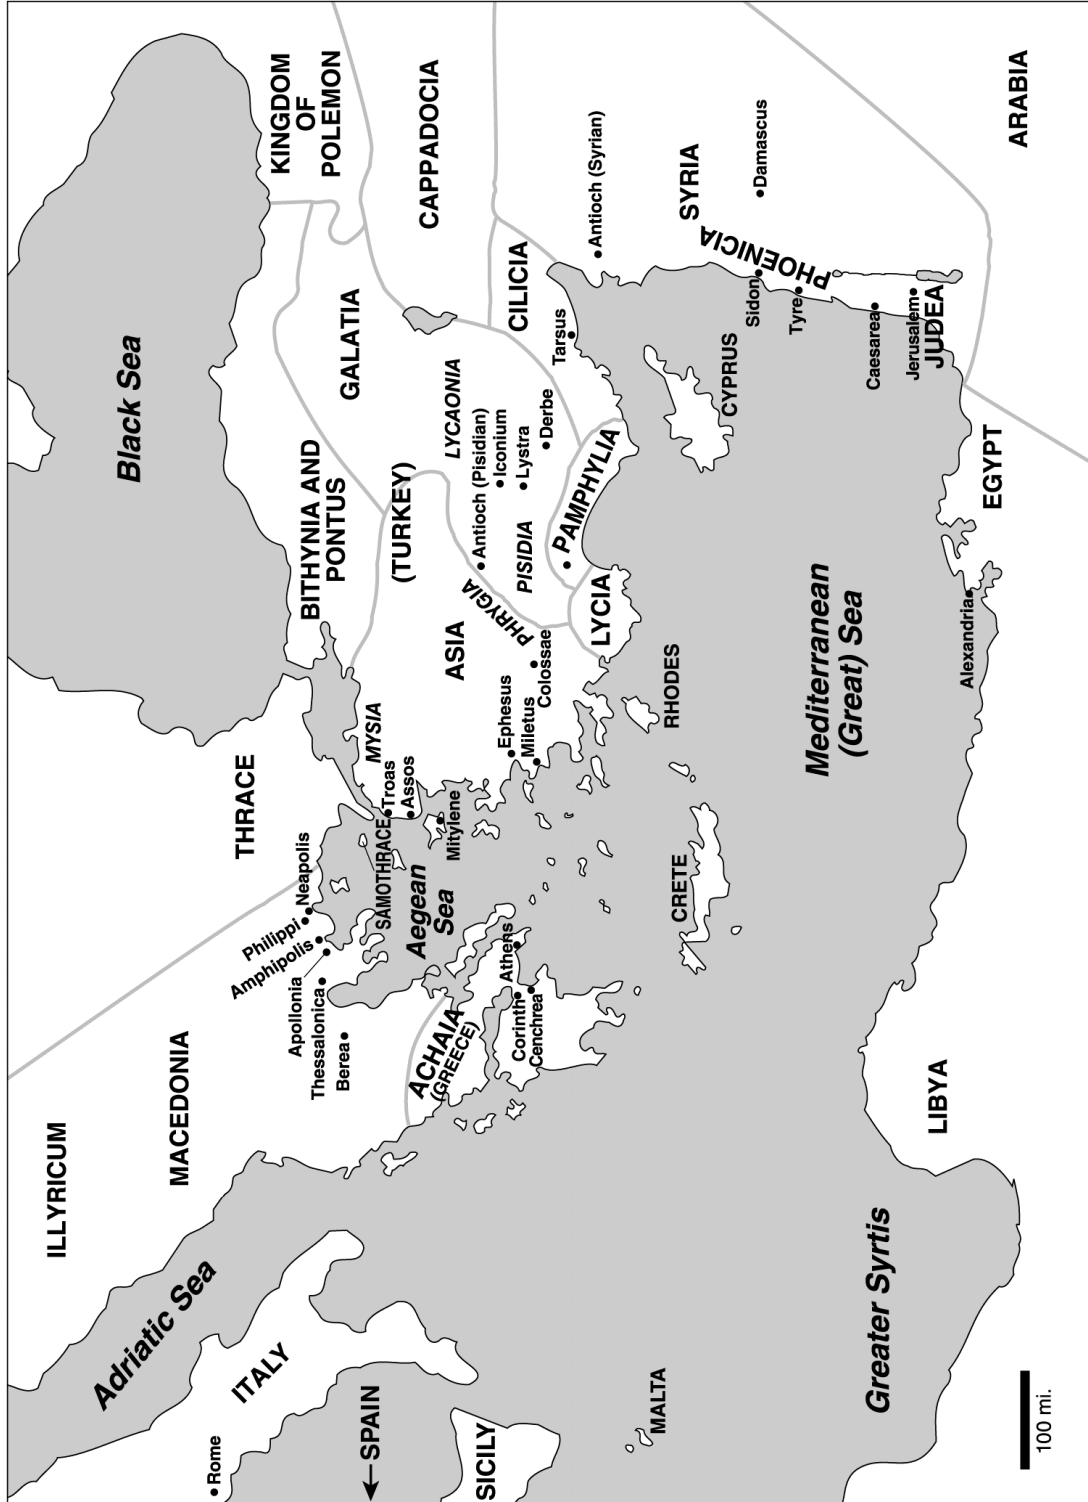 ILLYRICUM
MACEDONIA
THRACE
Black Sea
KINGDOM
OF
POLEMON
Adriatic Sea
ITALY
Rome
SPAIN
SICILY
MALTA
Neapolis
Philippi
Amphipolis
Apollonia
Thessalonica
Berea
ACHAIA
(GREECE)
Corinth
Cenchrea
Athens
Aegean
Sea
SAMOTHRACE
Troas
Assos
Mitylene
MYSIA
BITHYNIA AND
PONTUS
GALATIA
CAPPADOCIA
(TURKEY)
ASIA
PHRYGIA
LYCAONIA
Antioch (Pisidian)
Iconium
Lystra
Derbe
PISIDIA
Ephesus
Miletus
Colossae
LYCIA
PAMPHYLIA
CILICIA
Tarsus
Antioch (Syrian)
SYRIA
Damascus
PHOENICIA
Sidon
Tyre
Caesarea
Jerusalem
JUDEA
ARABIA
CYPRUS
RHODES
CRETE
Mediterranean
(Great) Sea
Alexandria
EGYPT
LIBYA
Greater Syrtis
100 mi.